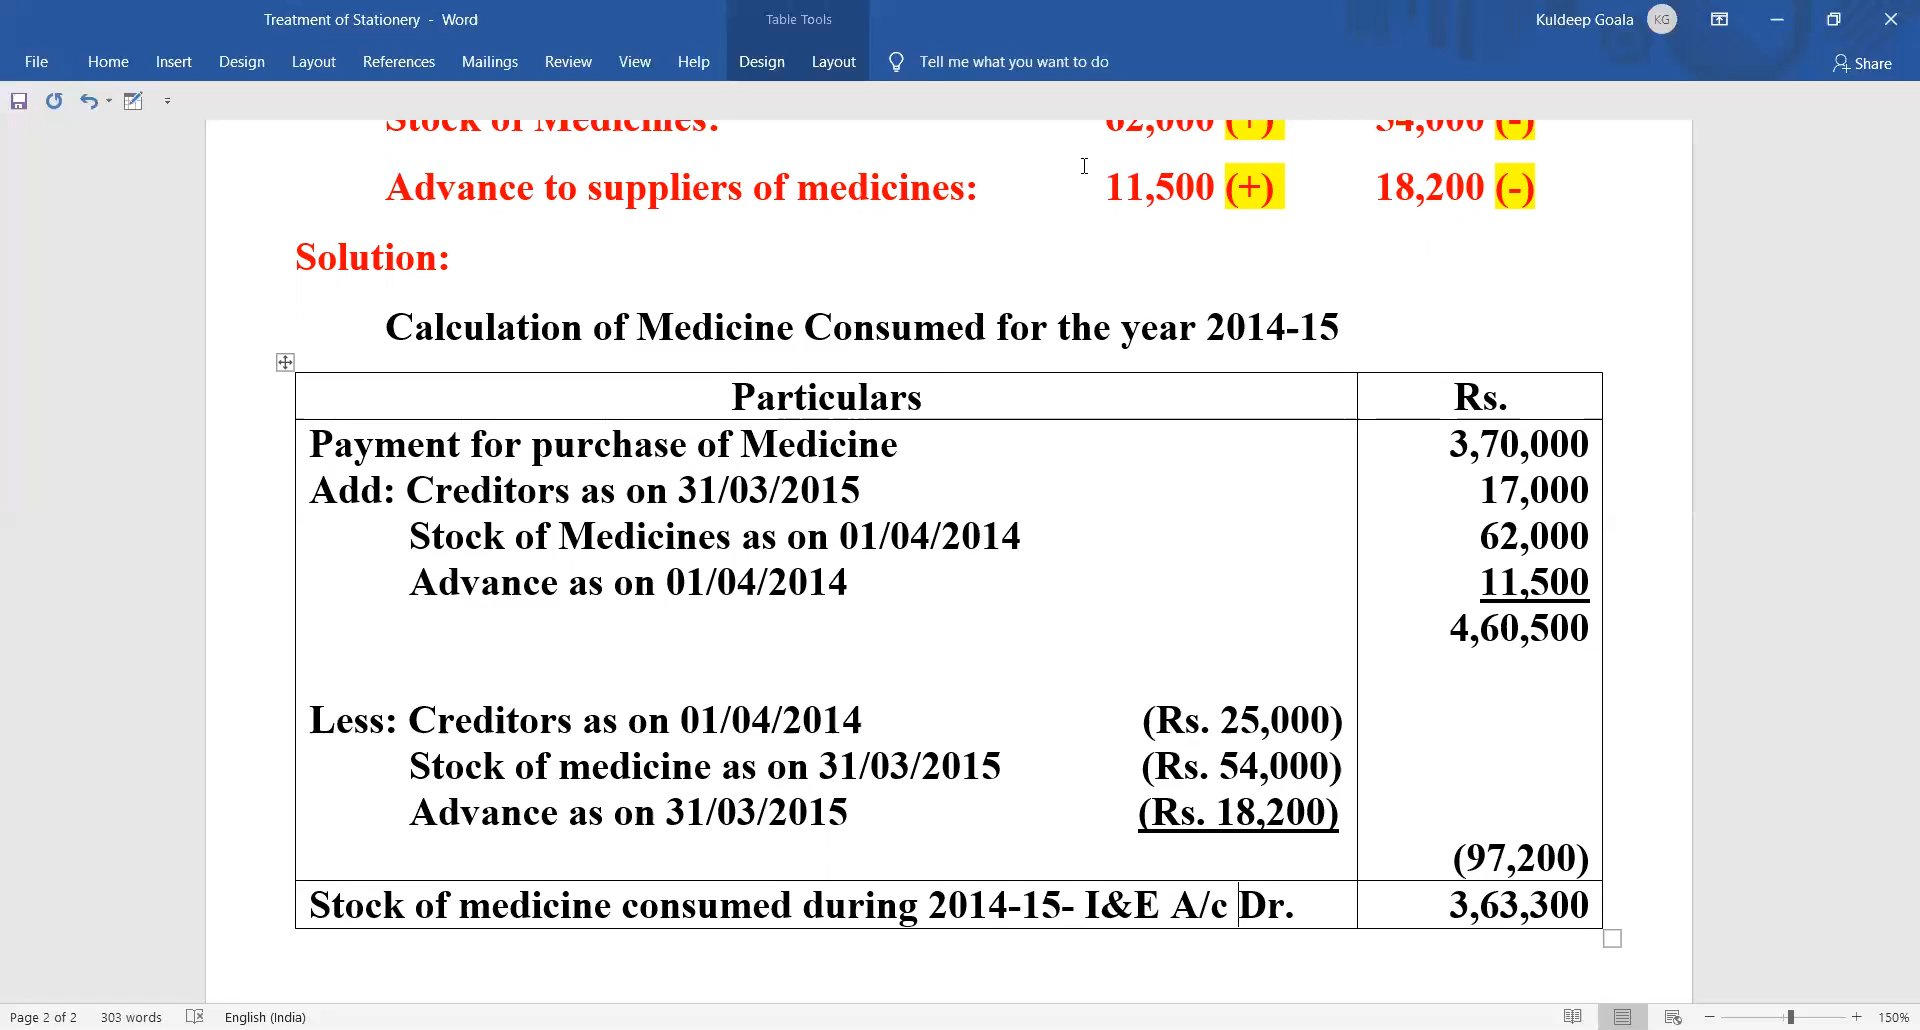 Treatment of Stationery - Word
Table Tools
Kuldeep Goala KG
File Home Insert Design Layout References Mailings Review View Help Design Layout Tell me what you want to do Share
Stock of Medicines: 62,000 (+) 54,000 (-)
Advance to suppliers of medicines: 11,500 (+) 18,200 (-)
Solution:
Calculation of Medicine Consumed for the year 2014-15
Particulars Rs.
Payment for purchase of Medicine 3,70,000
Add: Creditors as on 31/03/2015 17,000
Stock of Medicines as on 01/04/2014 62,000
Advance as on 01/04/2014 11,500
4,60,500
Less: Creditors as on 01/04/2014 (Rs. 25,000)
Stock of medicine as on 31/03/2015 (Rs. 54,000)
Advance as on 31/03/2015 (Rs. 18,200)
(97,200)
Stock of medicine consumed during 2014-15- I&E A/c Dr. 3,63,300
Page 2 of 2 303 words English (India) 150%